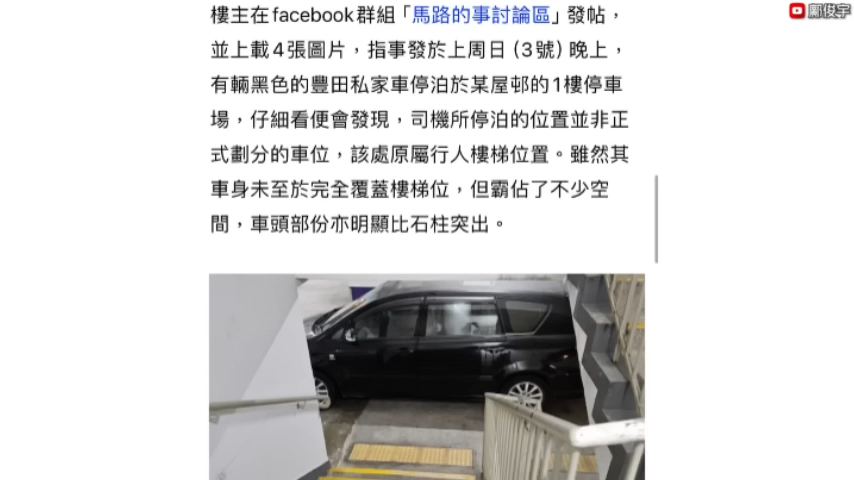 鄺俊宇
樓主在facebook群組「馬路的事討論區」發帖，
並上載4張圖片，指事發於上周日（3號）晚上，
有輛黑色的豐田私家車停泊於某屋邨的1樓停車
場，仔細看便會發現，司機所停泊的位置並非正
式劃分的車位，該處原屬行人樓梯位置。雖然其
車身未至於完全覆蓋樓梯位，但霸佔了不少空
間，車頭部份亦明顯比石柱突出。